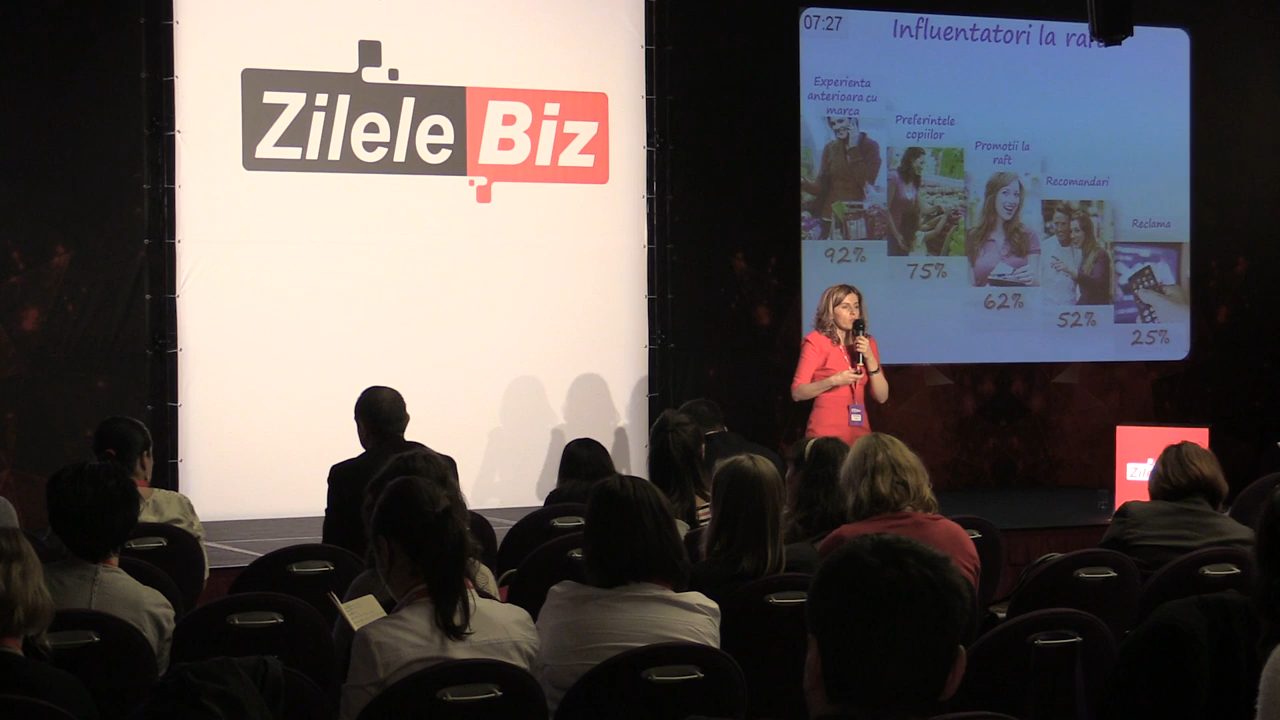 Zilele Biz
07:27
Influentatori la raft
Experienta
anterioara cu
marca
92%
Preferintele
copiilor
75%
Promotii la
raft
62%
Recomandari
52%
Reclama
25%